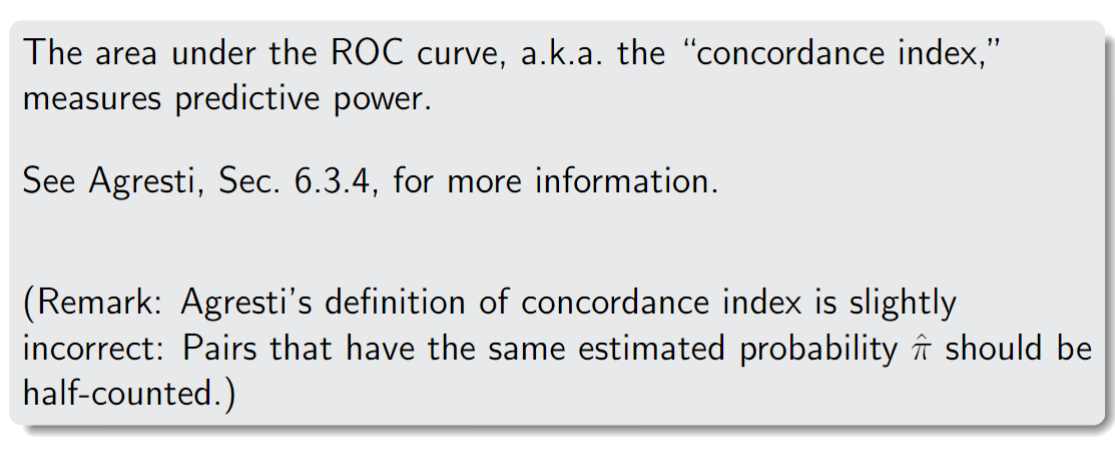 The area under the ROC curve, a.k.a. the “concordance index,”
measures predictive power.
See Agresti, Sec. 6.3.4, for more information.
(Remark: Agresti’s definition of concordance index is slightly
incorrect: Pairs that have the same estimated probability π̂ should be
half-counted.)